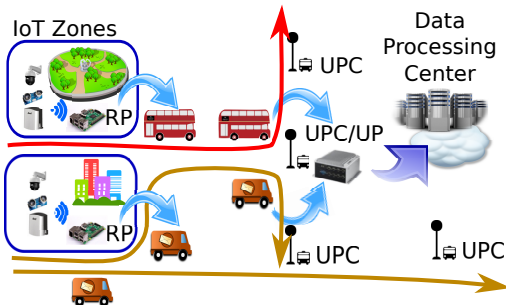 IoT Zones
Data
Processing
Center
UPC
RP
UPC/UP
RP
UPC
UPC